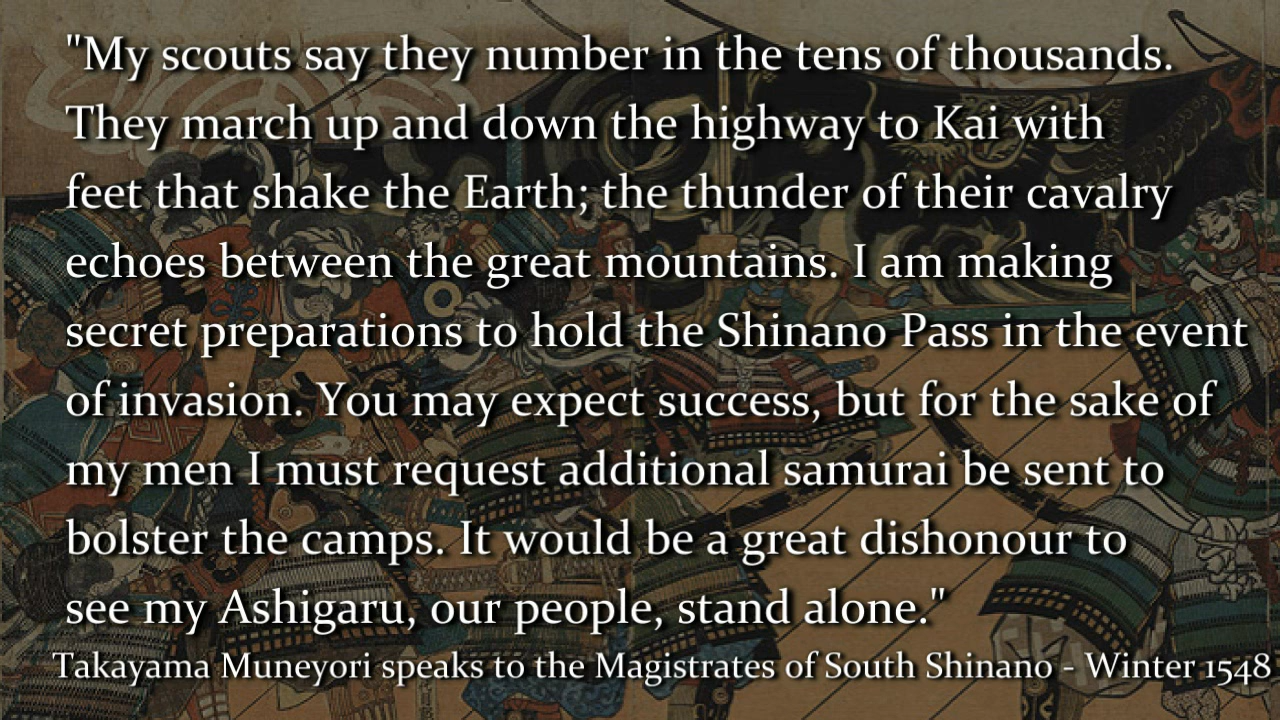 "My scouts say they number in the tens of thousands.
They march up and down the highway to Kai with
feet that shake the Earth; the thunder of their cavalry
echoes between the great mountains. I am making
secret preparations to hold the Shinano Pass in the event
of invasion. You may expect success, but for the sake of
my men I must request additional samurai be sent to
bolster the camps. It would be a great dishonour to
see my Ashigaru, our people, stand alone."
Takayama Muneyori speaks to the Magistrates of South Shinano - Winter 1548